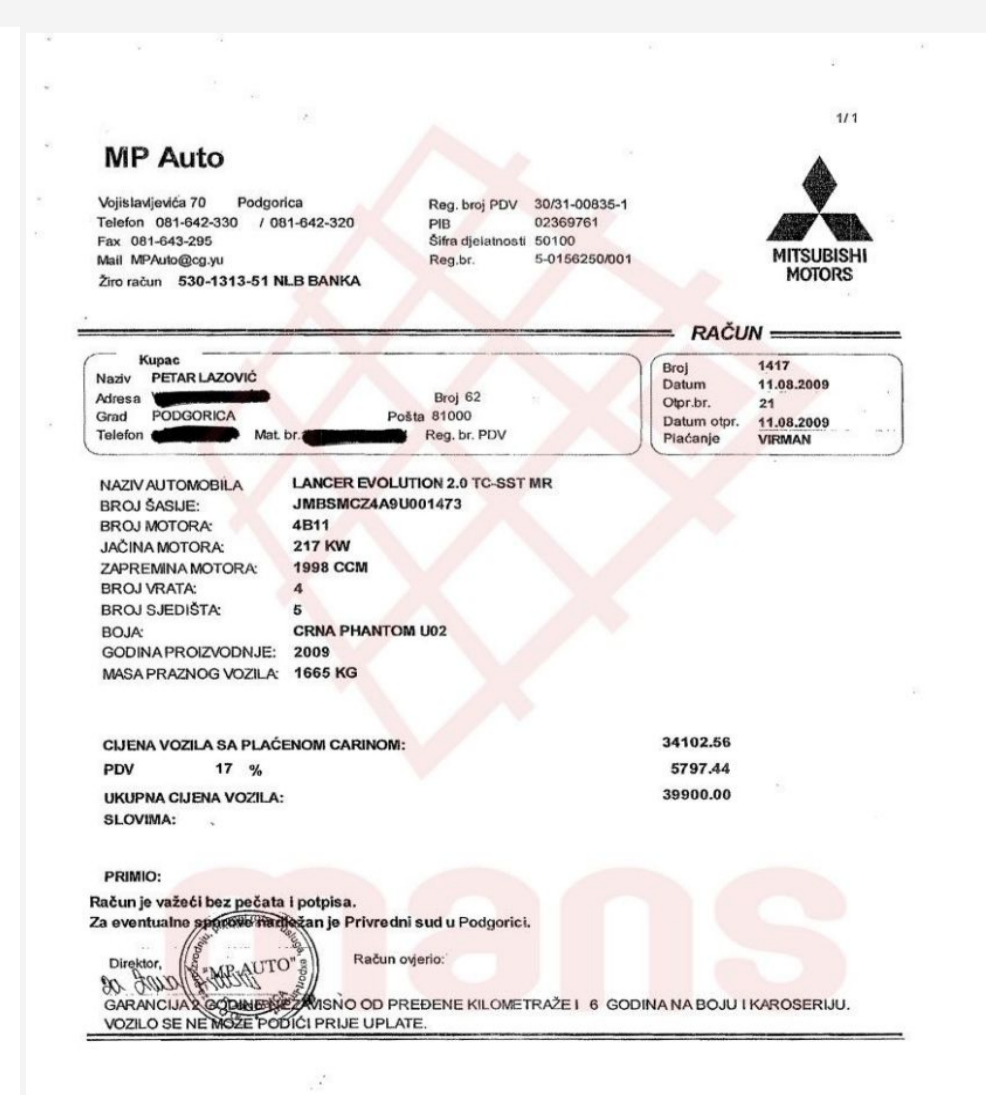 1/1
MP Auto
Vojislavljevića 70 Podgorica
Telefon 081-642-330 / 081-642-320
Fax 081-643-295
Mail MPAuto@cg.yu
Žiro račun 530-1313-51 NLB BANKA
Reg. broj PDV 30/31-00835-1
PIB 02369761
Šifra djelatnosti 50100
Reg.br. 5-0156250/001
MITSUBISHI
MOTORS
RAČUN
Kupac
Naziv PETAR LAZOVIĆ
Adresa Broj 62
Grad PODGORICA Pošta 81000
Telefon Mat. br. Reg. br. PDV
Broj 1417
Datum 11.08.2009
Otpr.br. 21
Datum otpr. 11.08.2009
Plaćanje VIRMAN
NAZIV AUTOMOBILA LANCER EVOLUTION 2.0 TC-SST MR
BROJ ŠASIJE: JMBSMCZ4A9U001473
BROJ MOTORA: 4B11
JAČINA MOTORA: 217 KW
ZAPREMINA MOTORA: 1998 CCM
BROJ VRATA: 4
BROJ SJEDIŠTA: 5
BOJA: CRNA PHANTOM U02
GODINA PROIZVODNJE: 2009
MASA PRAZNOG VOZILA: 1665 KG
CIJENA VOZILA SA PLAĆENOM CARINOM: 34102.56
PDV 17 % 5797.44
UKUPNA CIJENA VOZILA: 39900.00
SLOVIMA:
PRIMIO:
Račun je važeći bez pečata i potpisa.
Za eventualne sporove nadležan je Privredni sud u Podgorici.
Direktor, Račun ovjerio:
"MP AUTO"
GARANCIJA 2 GODINE NEZAVISNO OD PREĐENE KILOMETRAŽE I 6 GODINA NA BOJU I KAROSERIJU.
VOZILO SE NE MOŽE PODIĆI PRIJE UPLATE.
mans